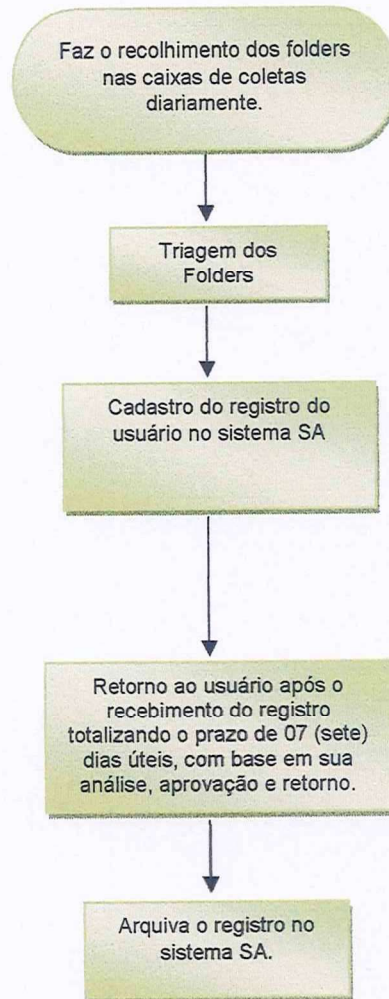 Faz o recolhimento dos folders
nas caixas de coletas
diariamente.
Triagem dos
Folders
Cadastro do registro do
usuário no sistema SA
Retorno ao usuário após o
recebimento do registro
totalizando o prazo de 07 (sete)
dias úteis, com base em sua
análise, aprovação e retorno.
Arquiva o registro no
sistema SA.